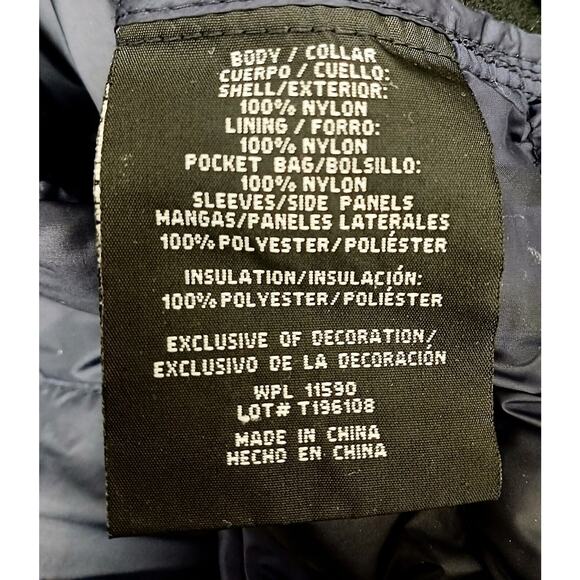 BODY / COLLAR
CUERPO / CUELLO:
SHELL/EXTERIOR:
100% NYLON
LINING / FORRO:
100% NYLON
POCKET BAG/BOLSILLO:
100% NYLON
SLEEVES/SIDE PANELS
MANGAS/PANELES LATERALES
100% POLYESTER/POLIÉSTER
INSULATION/INSULACIÓN:
100% POLYESTER/POLIÉSTER
EXCLUSIVE OF DECORATION/
EXCLUSIVO DE LA DECORACIÓN
WPL 11590
LOT# T196108
MADE IN CHINA
HECHO EN CHINA